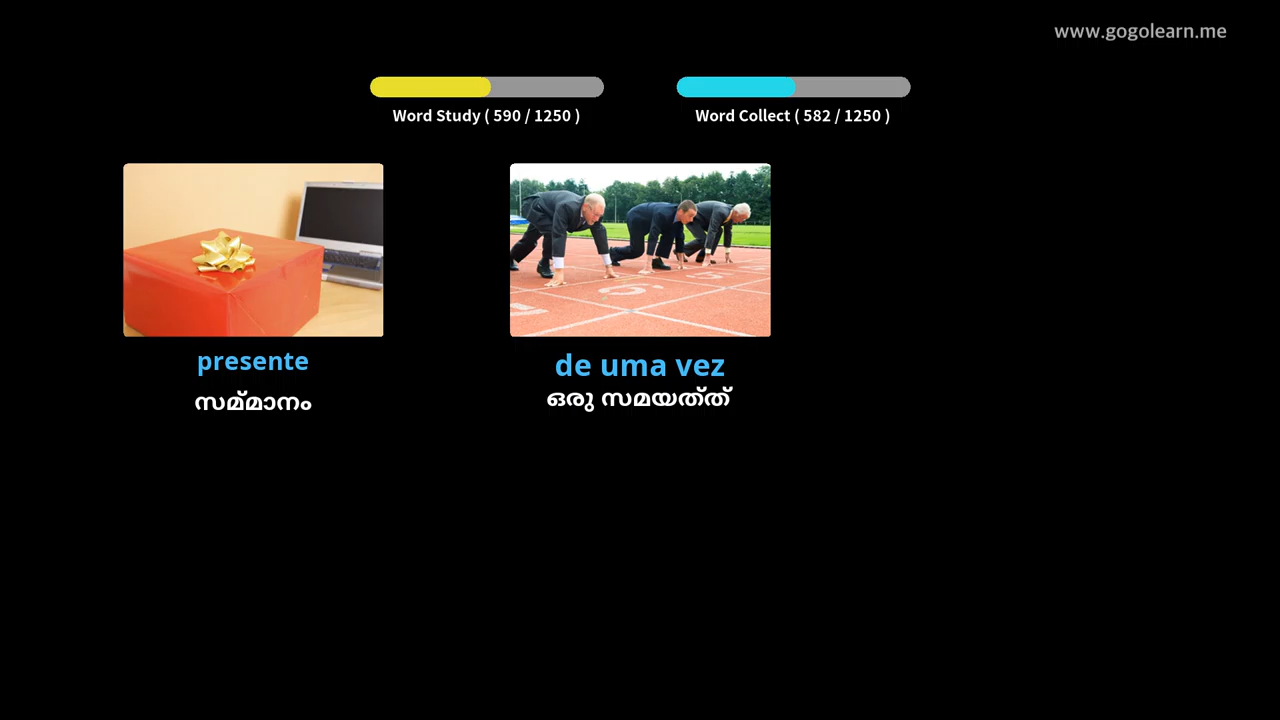 www.gogolearn.me
Word Study ( 590 / 1250 )
Word Collect ( 582 / 1250 )
presente
സമ്മാനം
de uma vez
ഒരു സമയത്ത്